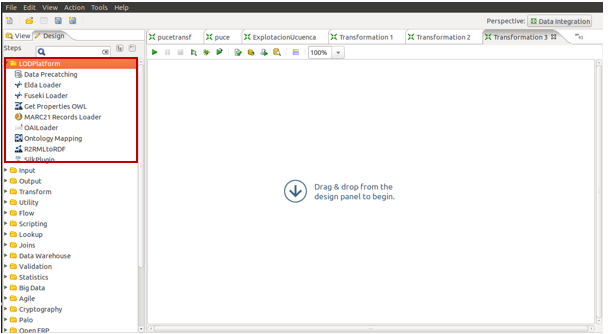 File Edit View Action Tools Help
Perspective: Data Integration
View Design
pucetransf puce ExplotacionUcuenca Transformation 1 Transformation 2 Transformation 3
Steps
100%
LODPlatform
Data Precatching
Elda Loader
Fuseki Loader
Get Properties OWL
MARC21 Records Loader
OAILoader
Ontology Mapping
R2RMLtoRDF
SilkPlugin
Input
Output
Transform
Utility
Flow
Scripting
Lookup
Joins
Data Warehouse
Validation
Statistics
Big Data
Agile
Cryptography
Palo
Open ERP
Drag & drop from the
design panel to begin.